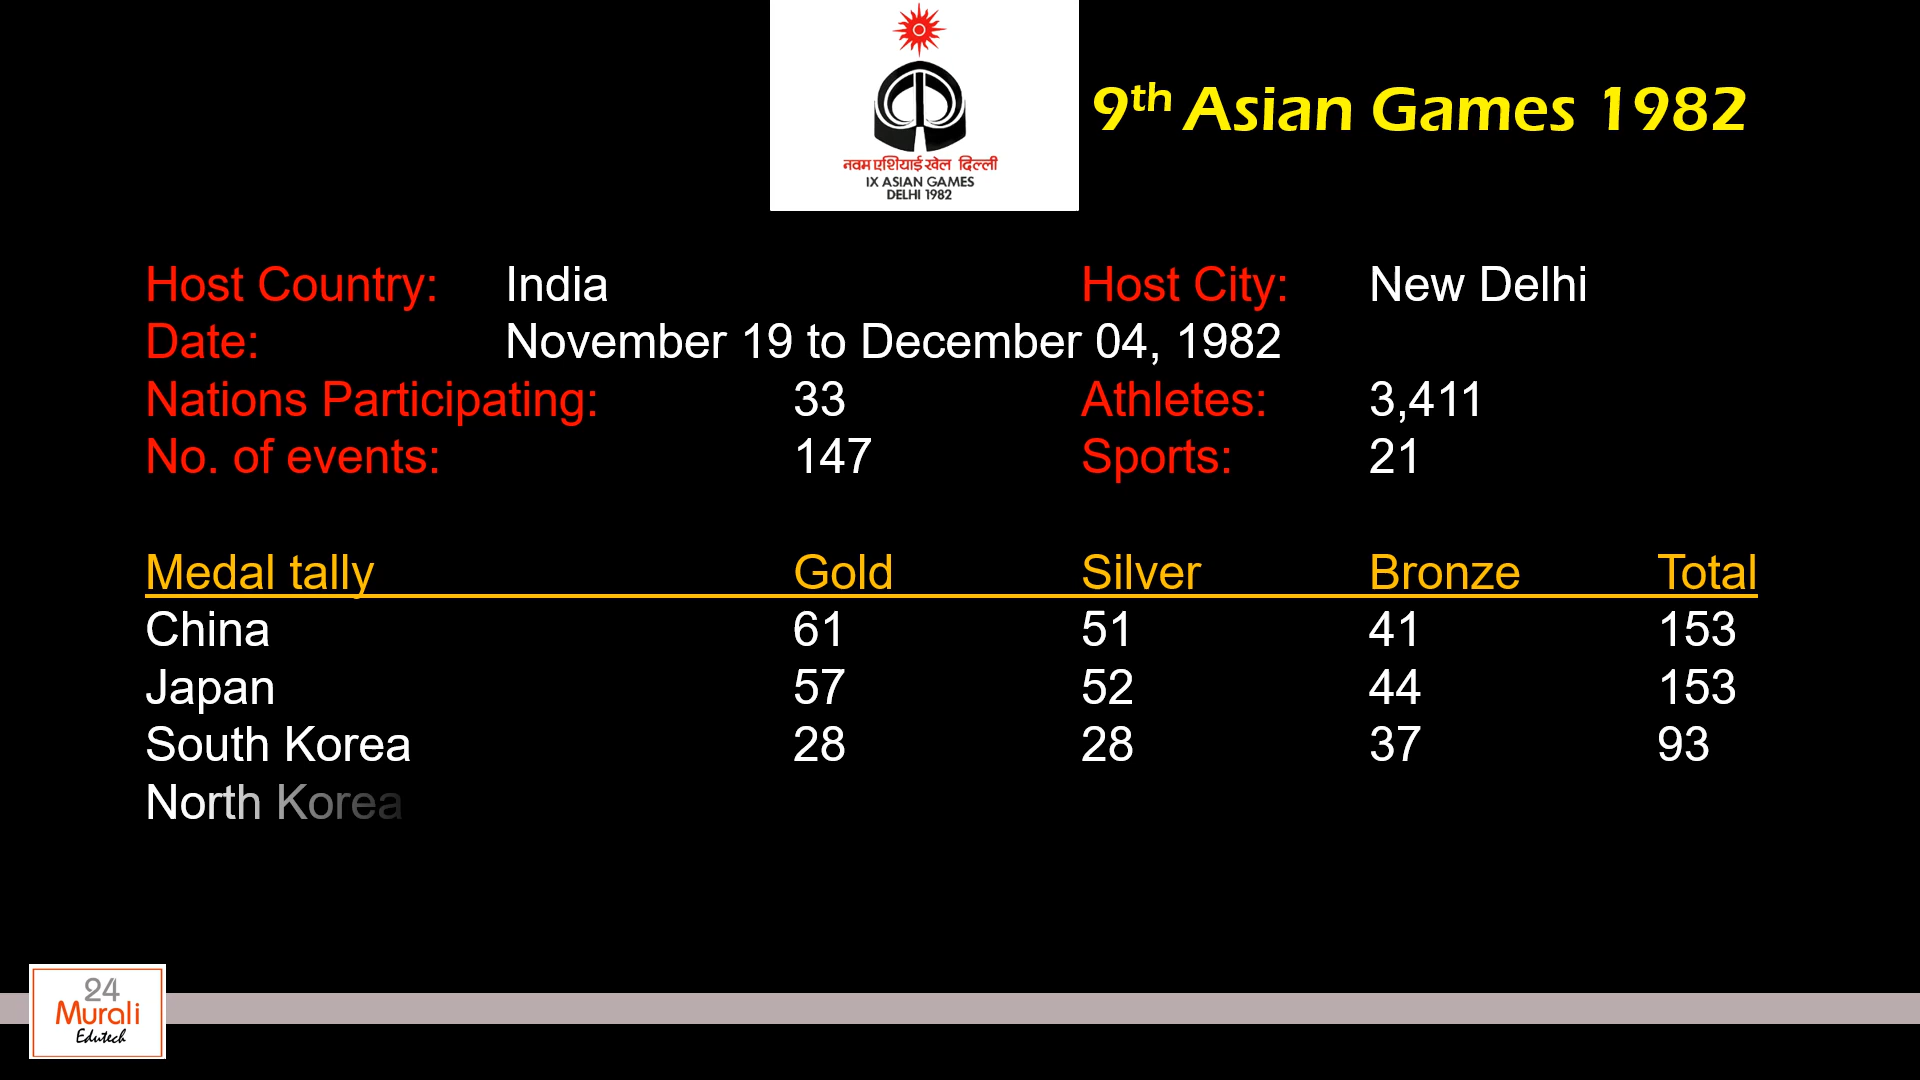 नवम एशियाई खेल दिल्ली
IX ASIAN GAMES
DELHI 1982
9th Asian Games 1982
Host Country: India Host City: New Delhi
Date: November 19 to December 04, 1982
Nations Participating: 33 Athletes: 3,411
No. of events: 147 Sports: 21
Medal tally Gold Silver Bronze Total
China 61 51 41 153
Japan 57 52 44 153
South Korea 28 28 37 93
North Korea
24
Murali
Edutech